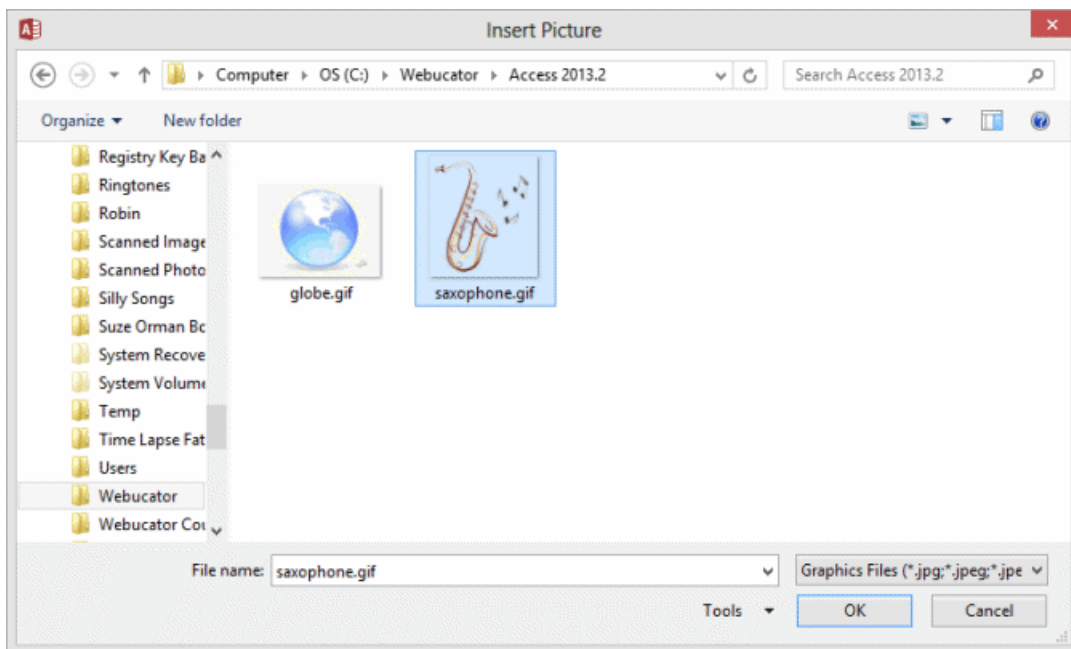 Insert Picture
Computer OS (C:) Webucator Access 2013.2
Search Access 2013.2
Organize
New folder
Registry Key Ba
Ringtones
Robin
Scanned Image
Scanned Photo
Silly Songs
Suze Orman Bc
System Recove
System Volume
Temp
Time Lapse Fat
Users
Webucator
Webucator Cou
globe.gif
saxophone.gif
File name: saxophone.gif
Graphics Files (*.jpg;*.jpeg;*.jpe
Tools
OK
Cancel